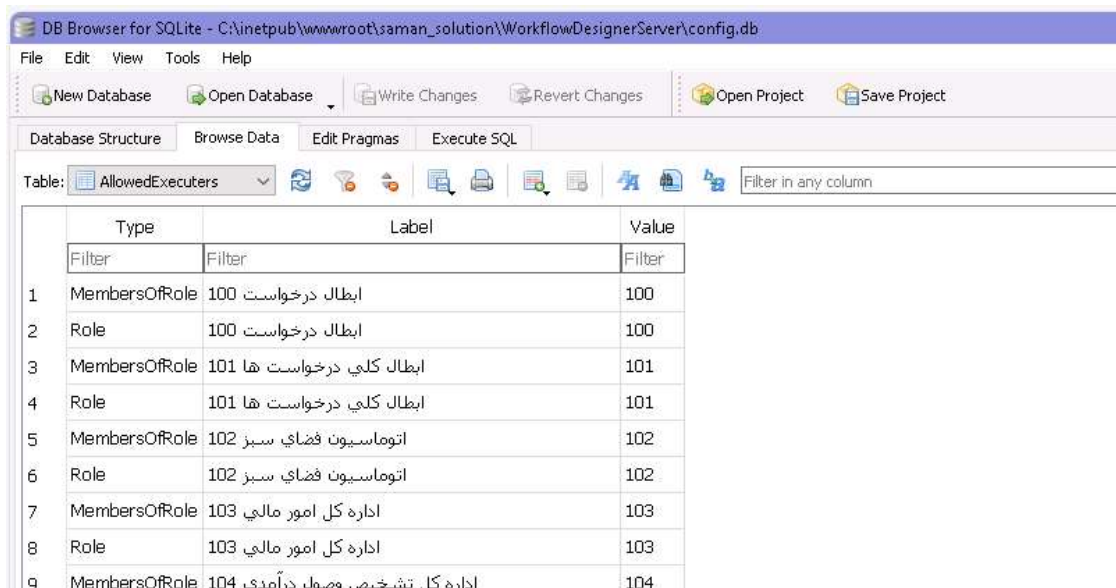 DB Browser for SQLite - C:\inetpub\wwwroot\saman_solution\WorkflowDesignerServer\config.db
File Edit View Tools Help
New Database Open Database Write Changes Revert Changes Open Project Save Project
Database Structure Browse Data Edit Pragmas Execute SQL
Table: AllowedExecuters Filter in any column
Type Label Value
Filter Filter Filter
1 MembersOfRole ابطال درخواست 100 100
2 Role ابطال درخواست 100 100
3 MembersOfRole ابطال كلي درخواست ها 101 101
4 Role ابطال كلي درخواست ها 101 101
5 MembersOfRole اتوماسيون فضاي سبز 102 102
6 Role اتوماسيون فضاي سبز 102 102
7 MembersOfRole اداره كل امور مالي 103 103
8 Role اداره كل امور مالي 103 103
9 MembersOfRole اداره كل تشخيص وصول درآمدي 104 104